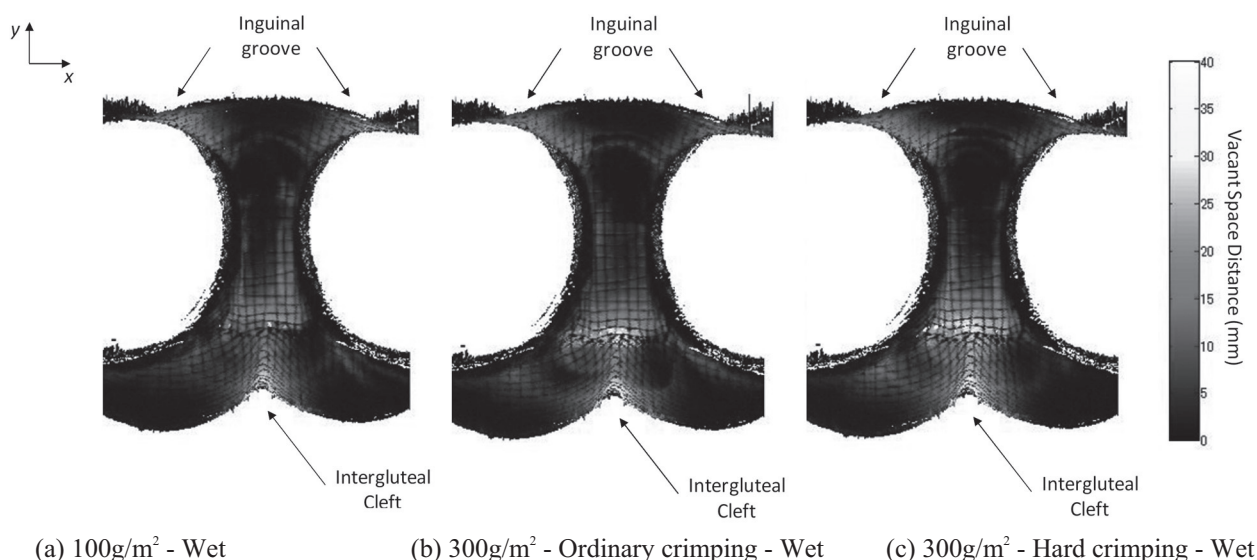 y
x
Inguinal
groove
Inguinal
groove
Inguinal
groove
40
35
30
25
20
15
10
5
0
Vacant Space Distance (mm)
Intergluteal
Cleft
Intergluteal
Cleft
Intergluteal
Cleft
(a) 100g/m² - Wet
(b) 300g/m² - Ordinary crimping - Wet
(c) 300g/m² - Hard crimping - Wet